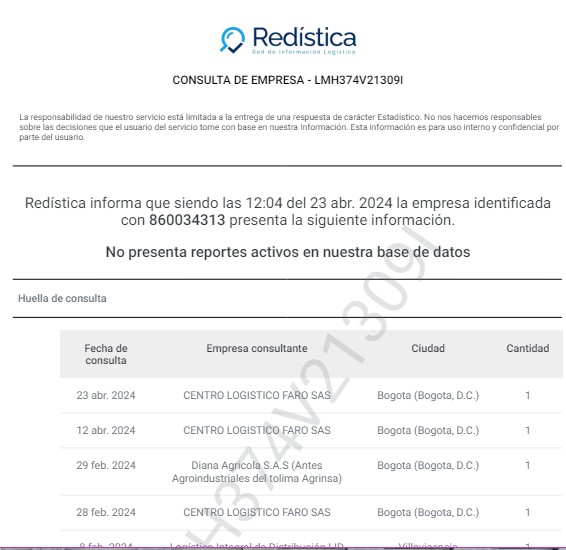 Redística
Red de Información Logística
CONSULTA DE EMPRESA - LMH374V21309I
La responsabilidad de nuestro servicio está limitada a la entrega de una respuesta de carácter Estadístico. No nos hacemos responsables
sobre las decisiones que el usuario del servicio tome con base en nuestra Información. Esta información es para uso interno y confidencial por
parte del usuario.
Redística informa que siendo las 12:04 del 23 abr. 2024 la empresa identificada
con 860034313 presenta la siguiente información.
No presenta reportes activos en nuestra base de datos
Huella de consulta
Fecha de consulta Empresa consultante Ciudad Cantidad
23 abr. 2024 CENTRO LOGISTICO FARO SAS Bogota (Bogota, D.C.) 1
12 abr. 2024 CENTRO LOGISTICO FARO SAS Bogota (Bogota, D.C.) 1
29 feb. 2024 Diana Agricola S.A.S (Antes Bogota (Bogota, D.C.) 1
Agroindustriales del tolima Agrinsa)
28 feb. 2024 CENTRO LOGISTICO FARO SAS Bogota (Bogota, D.C.) 1
8 feb. 2024 Logistica Integral de Distribución LID Villavicencio 1
H374V21309I